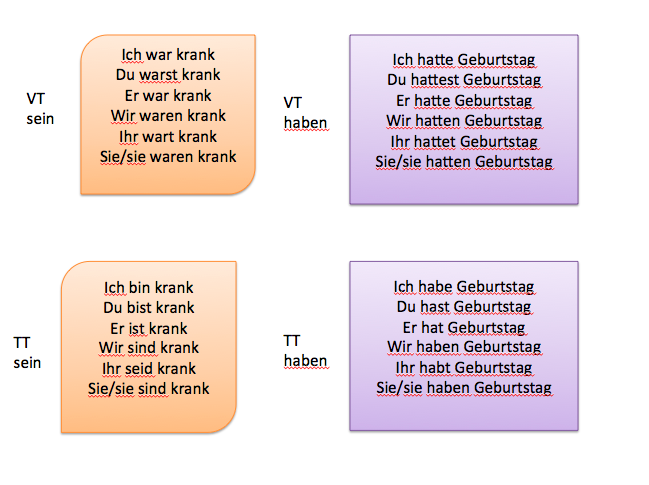 VT
sein
Ich war krank
Du warst krank
Er war krank
Wir waren krank
Ihr wart krank
Sie/sie waren krank
VT
haben
Ich hatte Geburtstag
Du hattest Geburtstag
Er hatte Geburtstag
Wir hatten Geburtstag
Ihr hattet Geburtstag
Sie/sie hatten Geburtstag
TT
sein
Ich bin krank
Du bist krank
Er ist krank
Wir sind krank
Ihr seid krank
Sie/sie sind krank
TT
haben
Ich habe Geburtstag
Du hast Geburtstag
Er hat Geburtstag
Wir haben Geburtstag
Ihr habt Geburtstag
Sie/sie haben Geburtstag